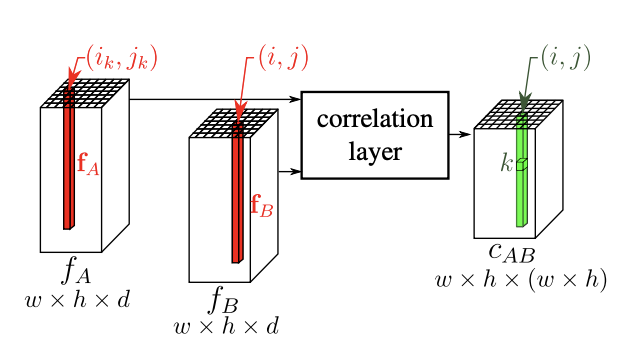 (i_k, j_k)
(i, j)
(i, j)
correlation
layer
f_A
f_B
k
f_A
w × h × d
f_B
w × h × d
c_AB
w × h × (w × h)